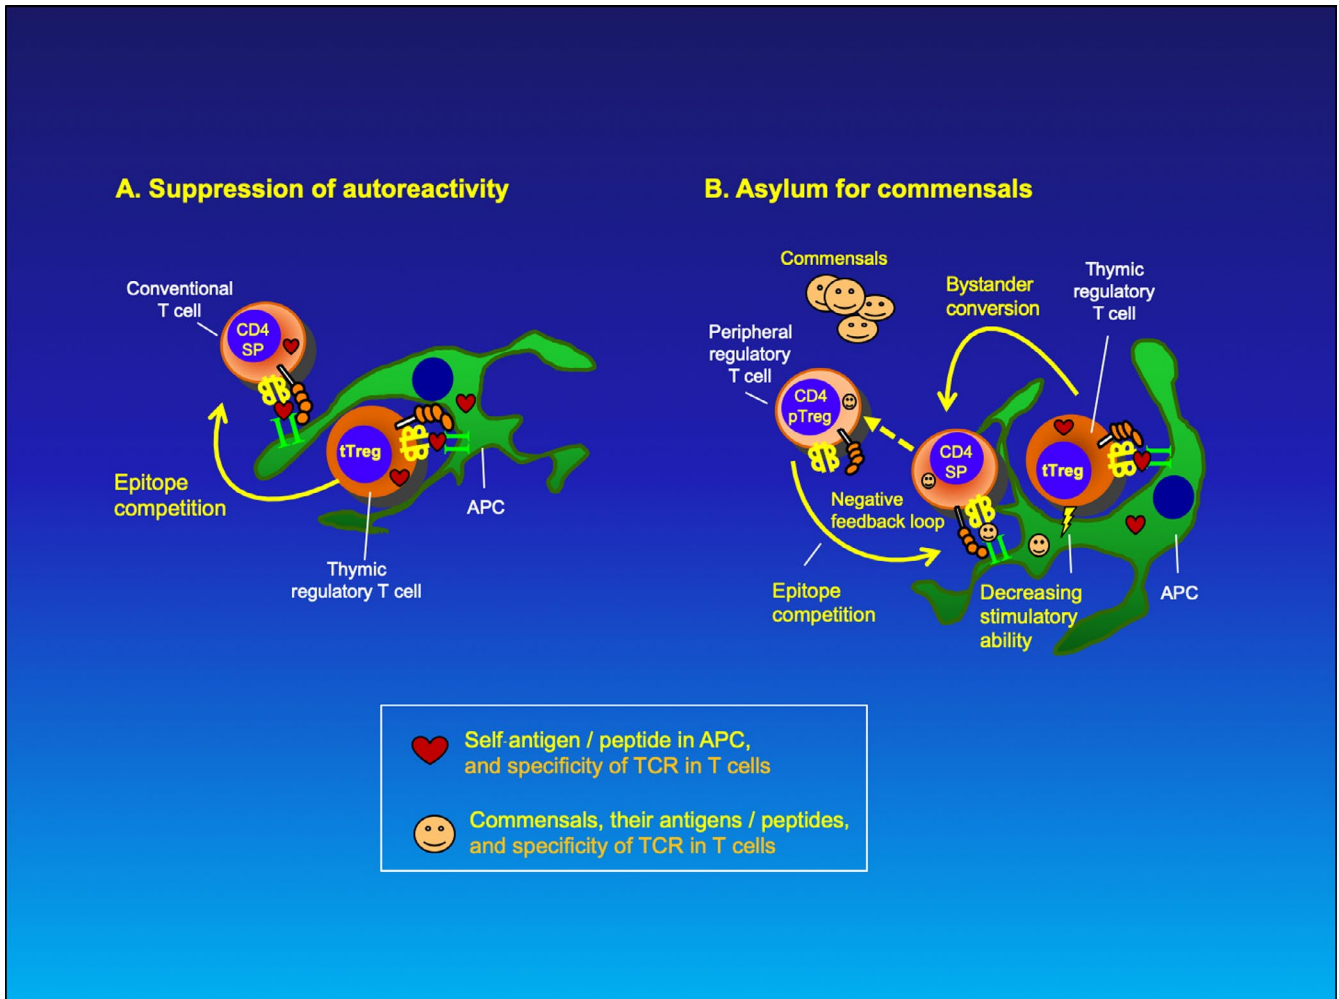 A. Suppression of autoreactivity
Conventional
T cell
CD4
SP
tTreg
Epitope
competition
APC
Thymic
regulatory T cell
B. Asylum for commensals
Commensals
Bystander
conversion
Thymic
regulatory
T cell
Peripheral
regulatory
T cell
CD4
pTreg
CD4
SP
tTreg
Negative
feedback loop
Epitope
competition
Decreasing
stimulatory
ability
APC
Self-antigen / peptide in APC,
and specificity of TCR in T cells
Commensals, their antigens / peptides,
and specificity of TCR in T cells